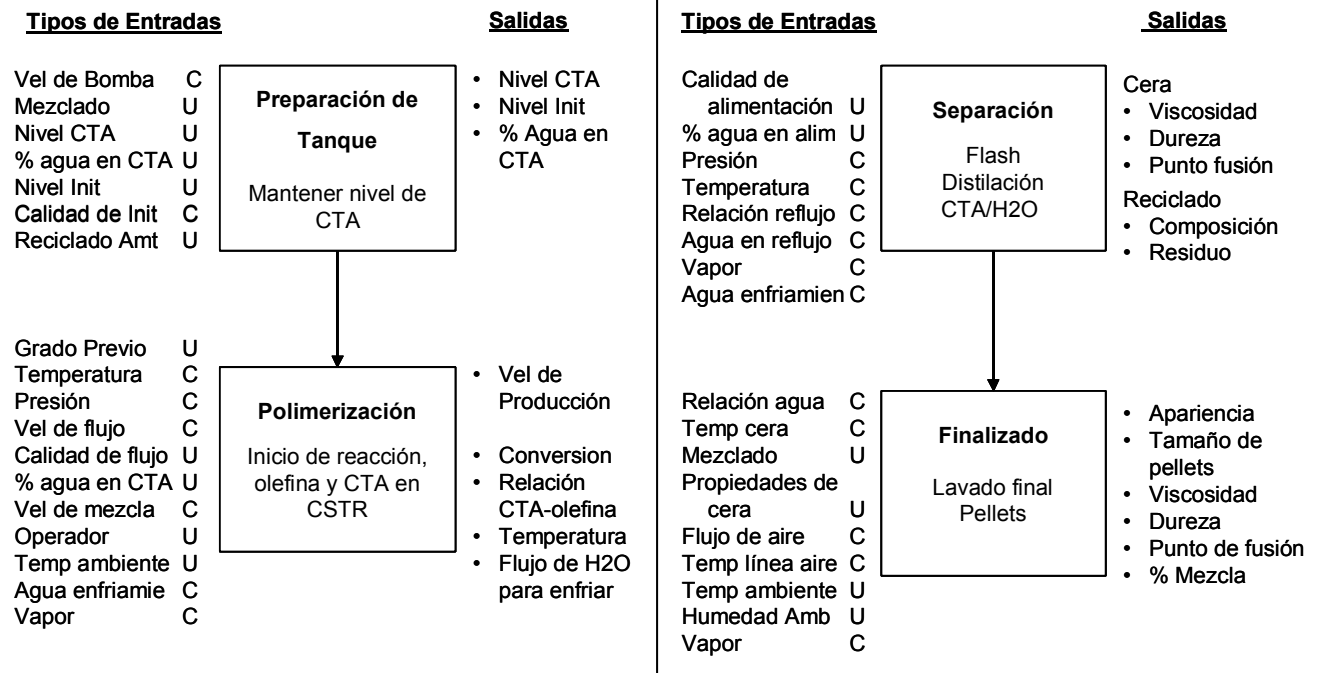 Tipos de Entradas
Salidas
Vel de Bomba C
Mezclado U
Nivel CTA U
% agua en CTA U
Nivel Init U
Calidad de Init C
Reciclado Amt U
Preparación de
Tanque
Mantener nivel de
CTA
• Nivel CTA
• Nivel Init
• % Agua en
CTA
Grado Previo U
Temperatura C
Presión C
Vel de flujo C
Calidad de flujo U
% agua en CTA U
Vel de mezcla C
Operador U
Temp ambiente U
Agua enfriamie C
Vapor C
Polimerización
Inicio de reacción,
olefina y CTA en
CSTR
• Vel de
Producción
• Conversion
• Relación
CTA-olefina
• Temperatura
• Flujo de H2O
para enfriar
Tipos de Entradas
Salidas
Calidad de
alimentación U
% agua en alim U
Presión C
Temperatura C
Relación reflujo C
Agua en reflujo C
Vapor C
Agua enfriamien C
Separación
Flash
Distilación
CTA/H2O
Cera
• Viscosidad
• Dureza
• Punto fusión
Reciclado
• Composición
• Residuo
Relación agua C
Temp cera C
Mezclado U
Propiedades de
cera U
Flujo de aire C
Temp línea aire C
Temp ambiente U
Humedad Amb U
Vapor C
Finalizado
Lavado final
Pellets
• Apariencia
• Tamaño de
pellets
• Viscosidad
• Dureza
• Punto de fusión
• % Mezcla